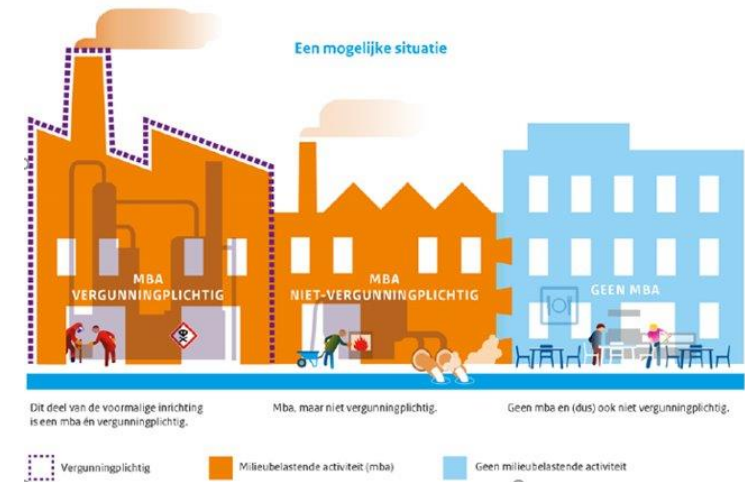 Een mogelijke situatie
MBA
VERGUNNINGPLICHTIG
MBA
NIET-VERGUNNINGPLICHTIG
GEEN MBA
Dit deel van de voormalige inrichting
is een mba én vergunningplichtig.
Mba, maar niet vergunningplichtig.
Geen mba en (dus) ook niet vergunningplichtig.
Vergunningplichtig
Milieubelastende activiteit (mba)
Geen milieubelastende activiteit